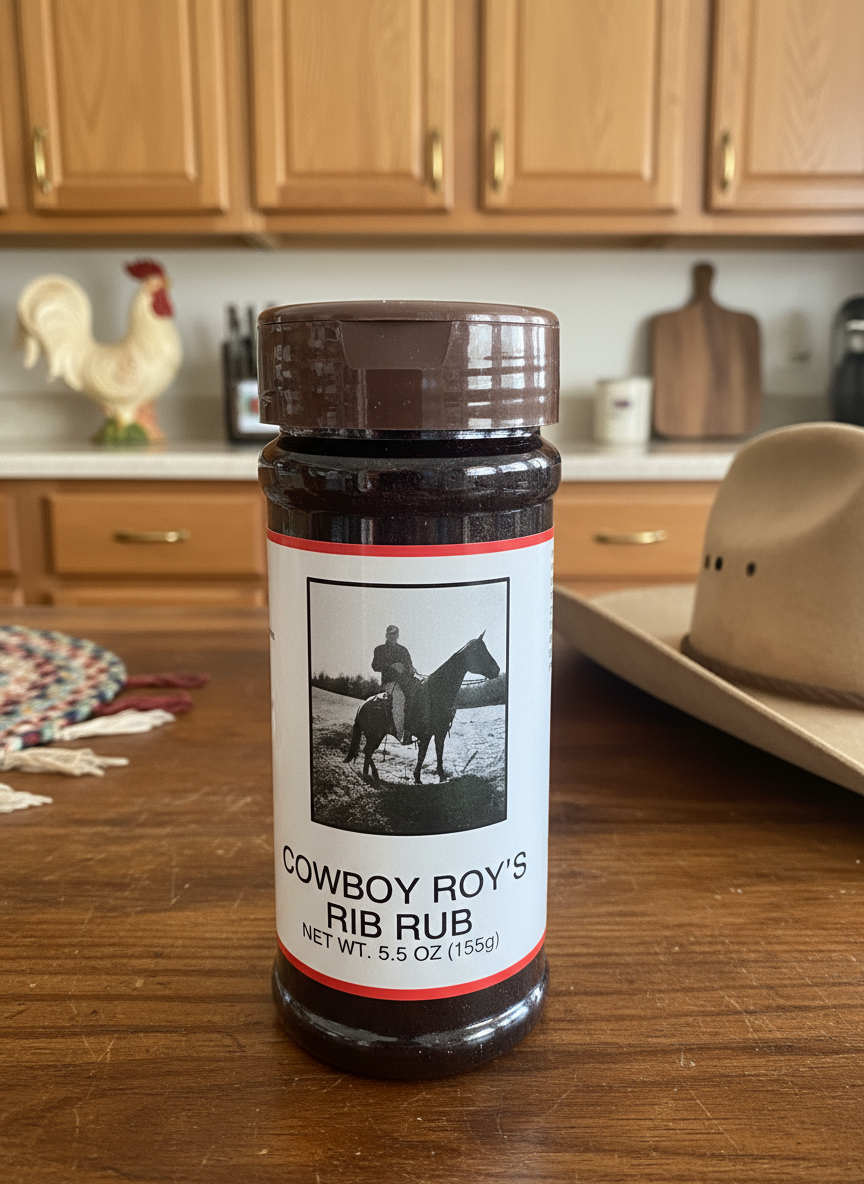 COWBOY ROY'S
RIB RUB
NET WT. 5.5 OZ (155g)